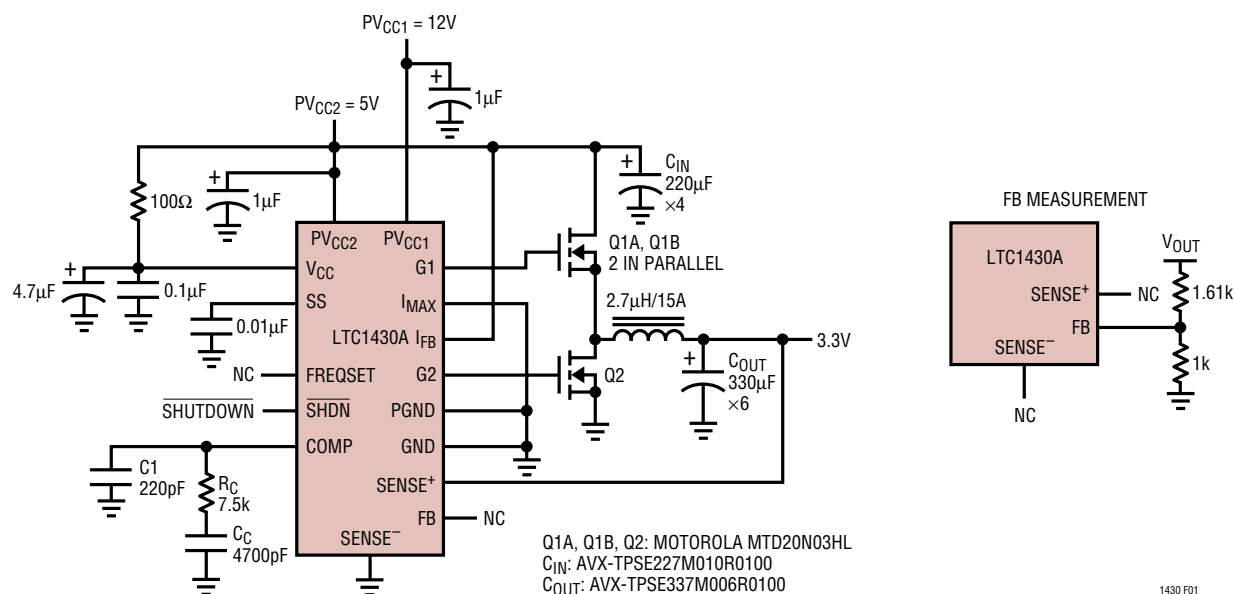 PVCC1 = 12V
1µF
PVCC2 = 5V
100Ω
1µF
CIN
220µF
×4
PVCC2
PVCC1
VCC
G1
Q1A, Q1B
2 IN PARALLEL
4.7µF
0.1µF
SS
IMAX
2.7µH/15A
0.01µF
LTC1430A
IFB
3.3V
NC
FREQSET
G2
Q2
COUT
330µF
×6
SHUTDOWN
SHDN
PGND
COMP
GND
C1
220pF
RC
7.5k
SENSE+
CC
4700pF
FB
NC
SENSE–
Q1A, Q1B, Q2: MOTOROLA MTD20N03HL
CIN: AVX-TPSE227M010R0100
COUT: AVX-TPSE337M006R0100
FB MEASUREMENT
LTC1430A
VOUT
SENSE+
NC
1.61k
FB
SENSE–
1k
NC
1430 F01